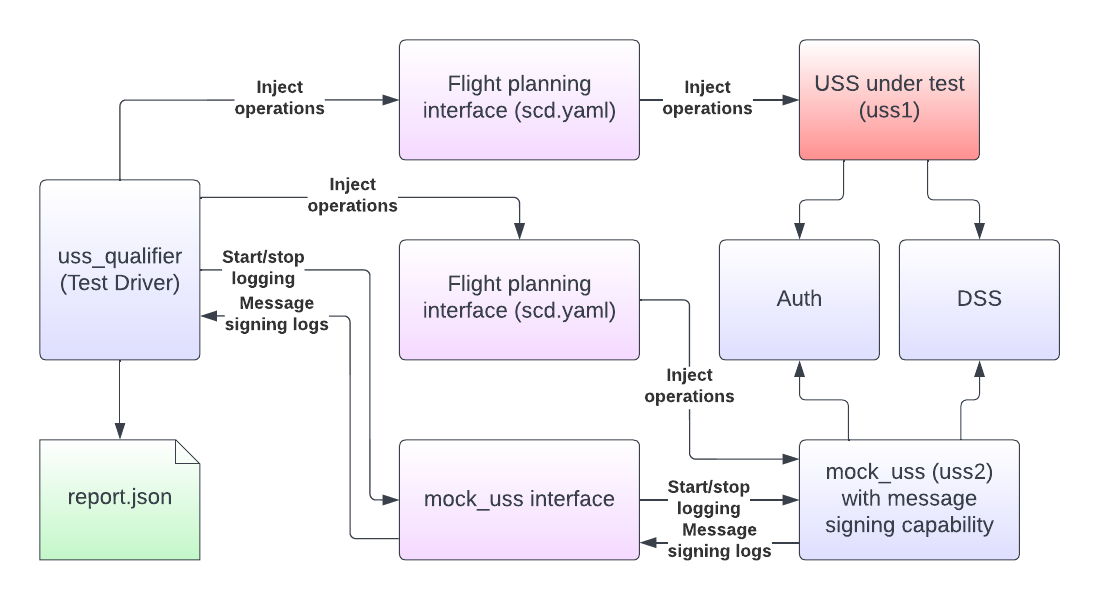 Inject
operations
Flight planning
interface (scd.yaml)
Inject
operations
USS under test
(uss1)
uss_qualifier
(Test Driver)
Inject
operations
Start/stop
logging
Message
signing logs
Flight planning
interface (scd.yaml)
Auth
DSS
Inject
operations
report.json
mock_uss interface
Start/stop
logging
Message
signing logs
mock_uss (uss2)
with message
signing capability